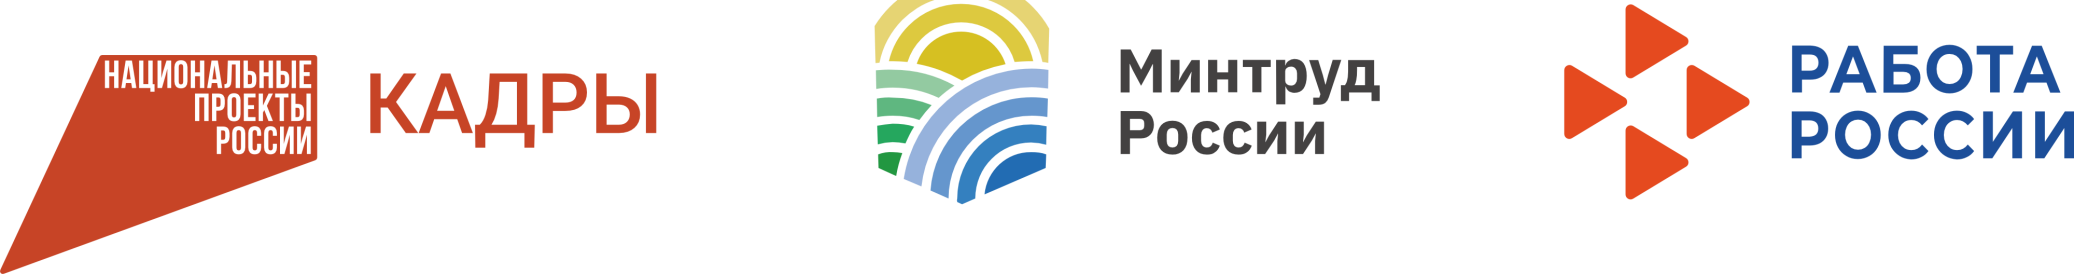 НАЦИОНАЛЬНЫЕ
ПРОЕКТЫ
РОССИИ
КАДРЫ
Минтруд
России
РАБОТА
РОССИИ